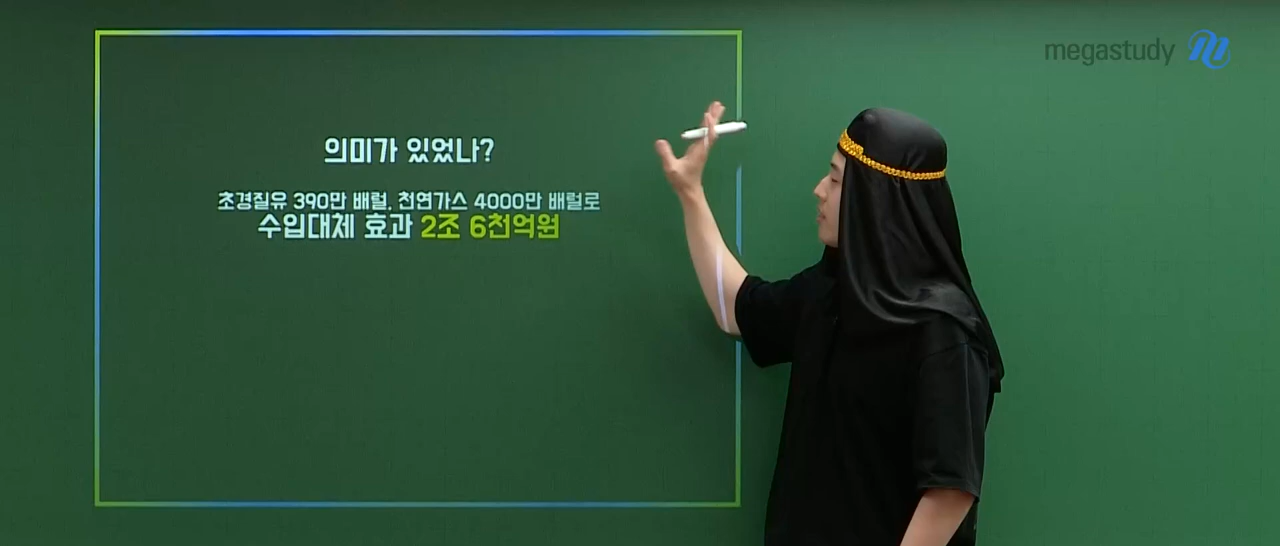 megastudy
의미가 있었나?
초경질유 390만 배럴, 천연가스 4000만 배럴로
수입대체 효과 2조 6천억원